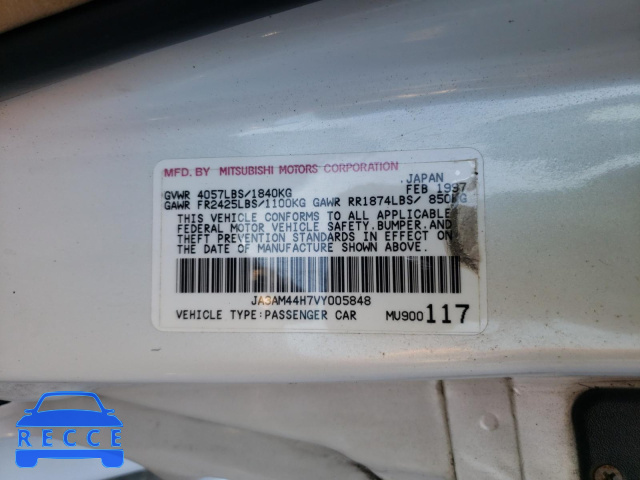 MFD. BY MITSUBISHI MOTORS CORPORATION
JAPAN
GVWR 4057LBS/1840KG FEB 1997
GAWR FR2425LBS/1100KG GAWR RR1874LBS/ 850KG
THIS VEHICLE CONFORMS TO ALL APPLICABLE
FEDERAL MOTOR VEHICLE SAFETY,BUMPER,AND
THEFT PREVENTION STANDARDS IN EFFECT ON
THE DATE OF MANUFACTURE SHOWN ABOVE.
JA3AM44H7VY005848
VEHICLE TYPE:PASSENGER CAR MU900117
RECCE